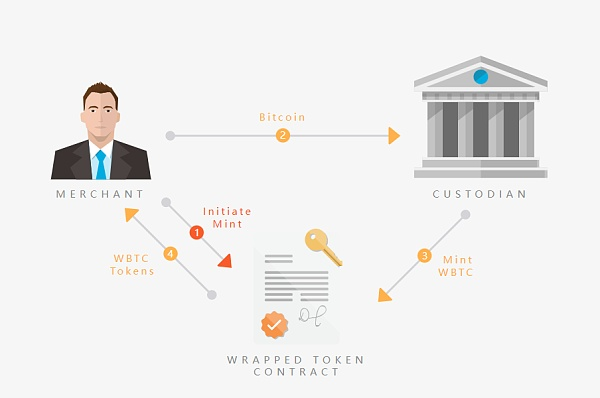 Bitcoin
2
MERCHANT
CUSTODIAN
Initiate
Mint
1
WBTC
Tokens
4
3
Mint
WBTC
WRAPPED TOKEN
CONTRACT